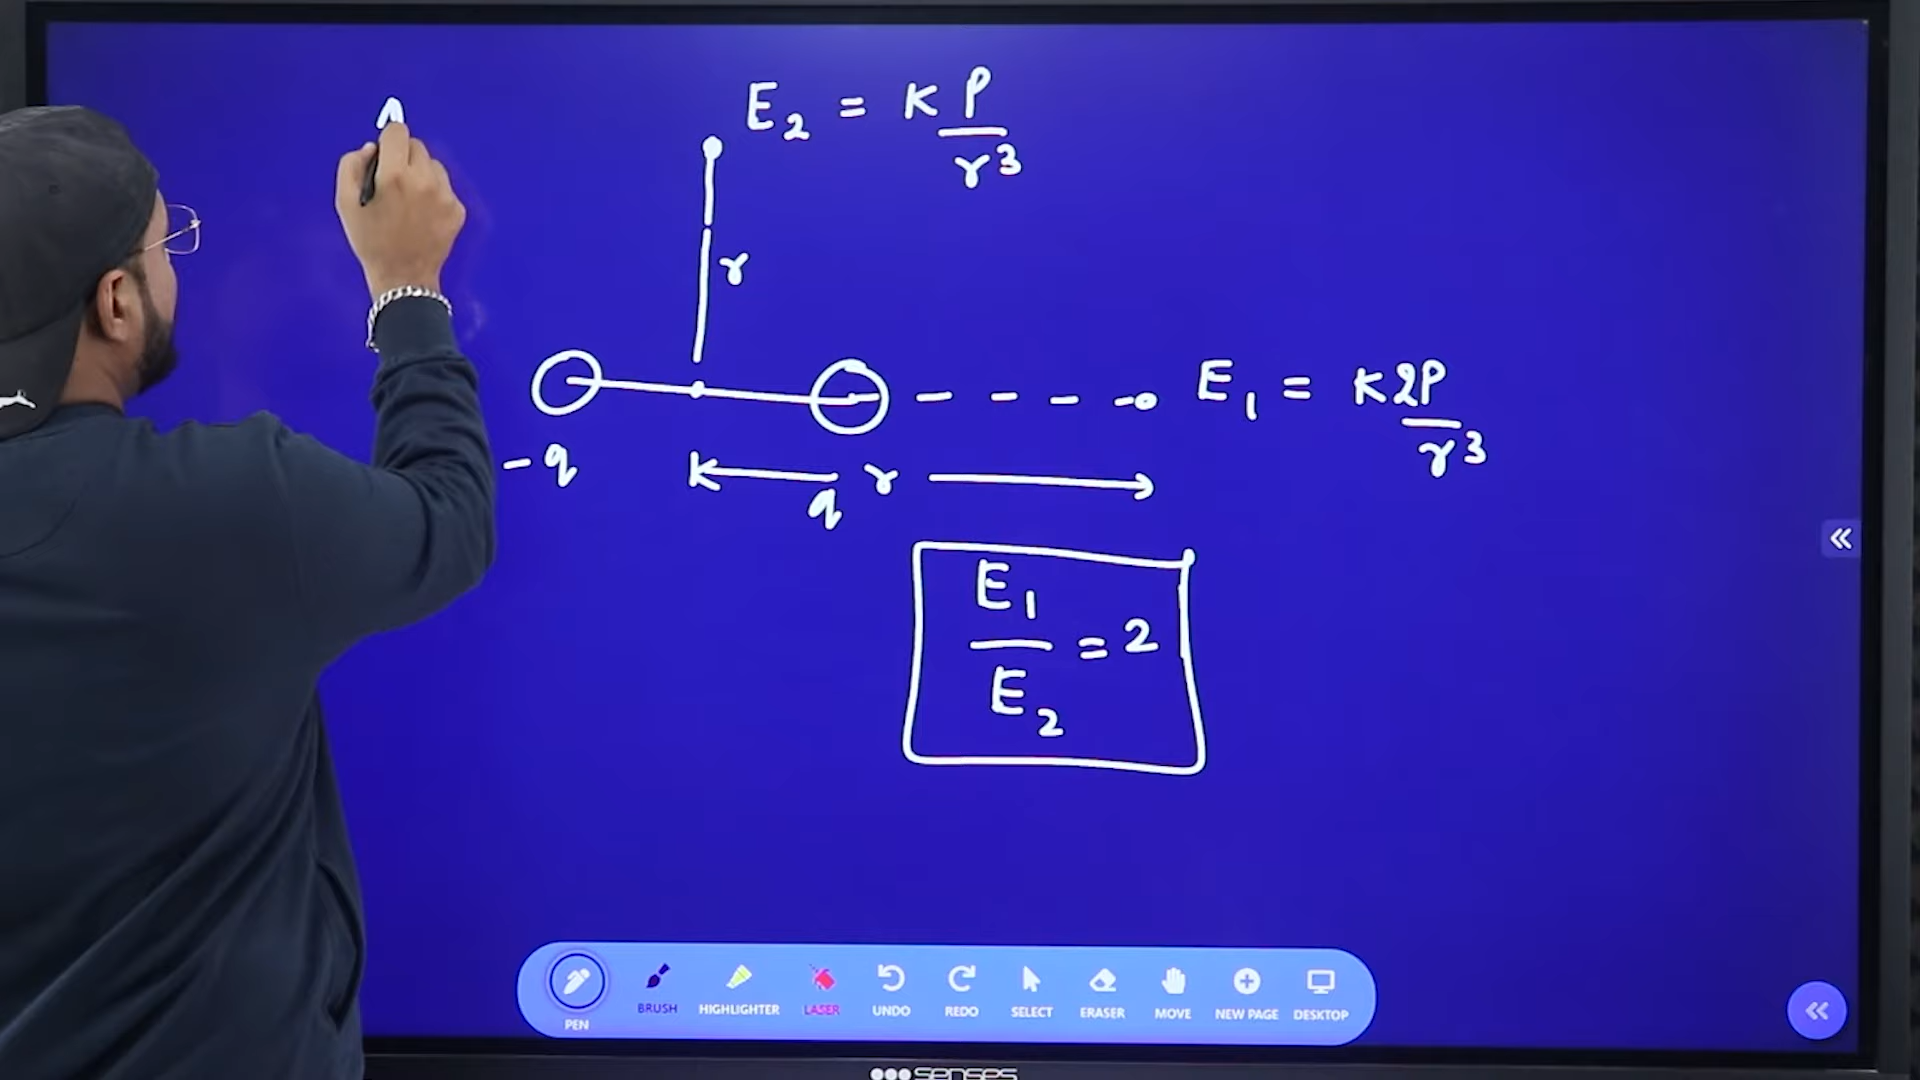 E₂ = K P / r³
r
E₁ = K 2P / r³
-q
r
q
E₁ / E₂ = 2
PEN BRUSH HIGHLIGHTER LASER UNDO REDO SELECT ERASER MOVE NEW PAGE DESKTOP
senses